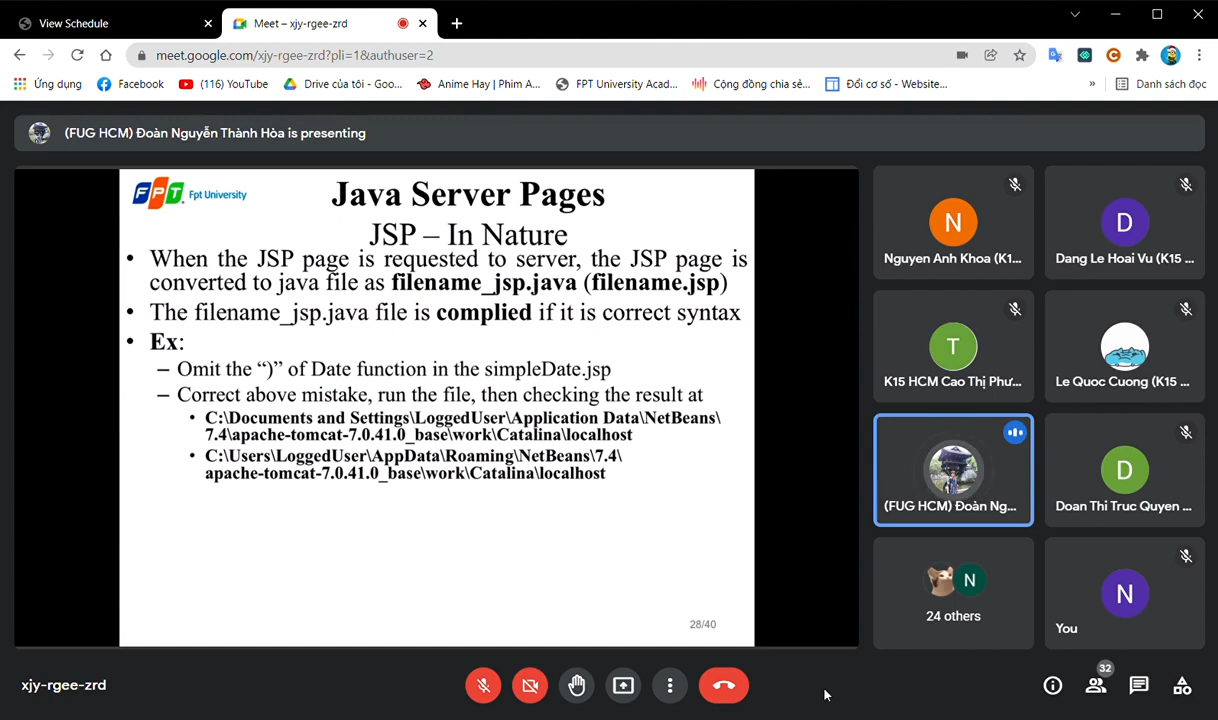 View Schedule
Meet – xjy-rgee-zrd
meet.google.com/xjy-rgee-zrd?pli=1&authuser=2
Ứng dụng
Facebook
(116) YouTube
Drive của tôi - Goo...
Anime Hay | Phim A...
FPT University Acad...
Cộng đồng chia sẻ...
Đổi cơ số - Website...
»
Danh sách đọc
(FUG HCM) Đoàn Nguyễn Thành Hòa is presenting
FPT Fpt University
Java Server Pages
JSP – In Nature
• When the JSP page is requested to server, the JSP page is
converted to java file as filename_jsp.java (filename.jsp)
• The filename_jsp.java file is complied if it is correct syntax
• Ex:
– Omit the “)” of Date function in the simpleDate.jsp
– Correct above mistake, run the file, then checking the result at
• C:\Documents and Settings\LoggedUser\Application Data\NetBeans\
7.4\apache-tomcat-7.0.41.0_base\work\Catalina\localhost
• C:\Users\LoggedUser\AppData\Roaming\NetBeans\7.4\
apache-tomcat-7.0.41.0_base\work\Catalina\localhost
28/40
N
Nguyen Anh Khoa (K1...
D
Dang Le Hoai Vu (K15 ...
T
K15 HCM Cao Thị Phư...
Le Quoc Cuong (K15 ...
(FUG HCM) Đoàn Ng...
D
Doan Thi Truc Quyen ...
N
24 others
N
You
xjy-rgee-zrd
32